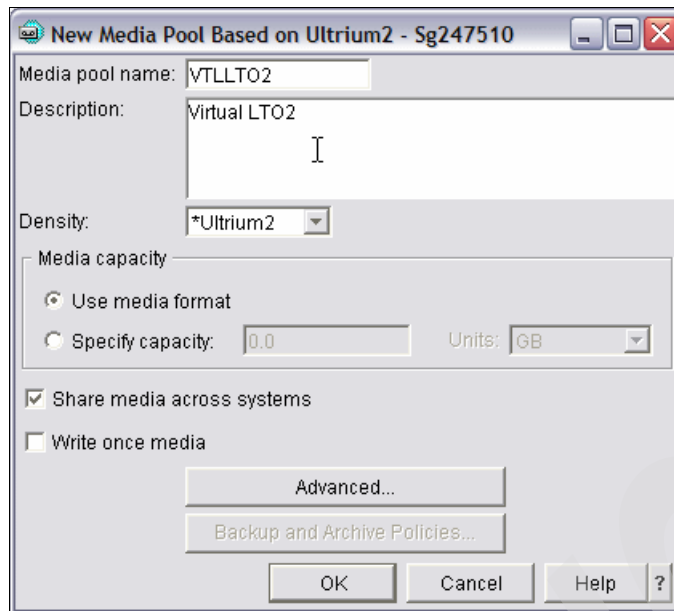 New Media Pool Based on Ultrium2 - Sg247510
Media pool name: VTLLTO2
Description: Virtual LTO2
Density: *Ultrium2
Media capacity
Use media format
Specify capacity: 0.0 Units: GB
Share media across systems
Write once media
Advanced...
Backup and Archive Policies...
OK Cancel Help ?